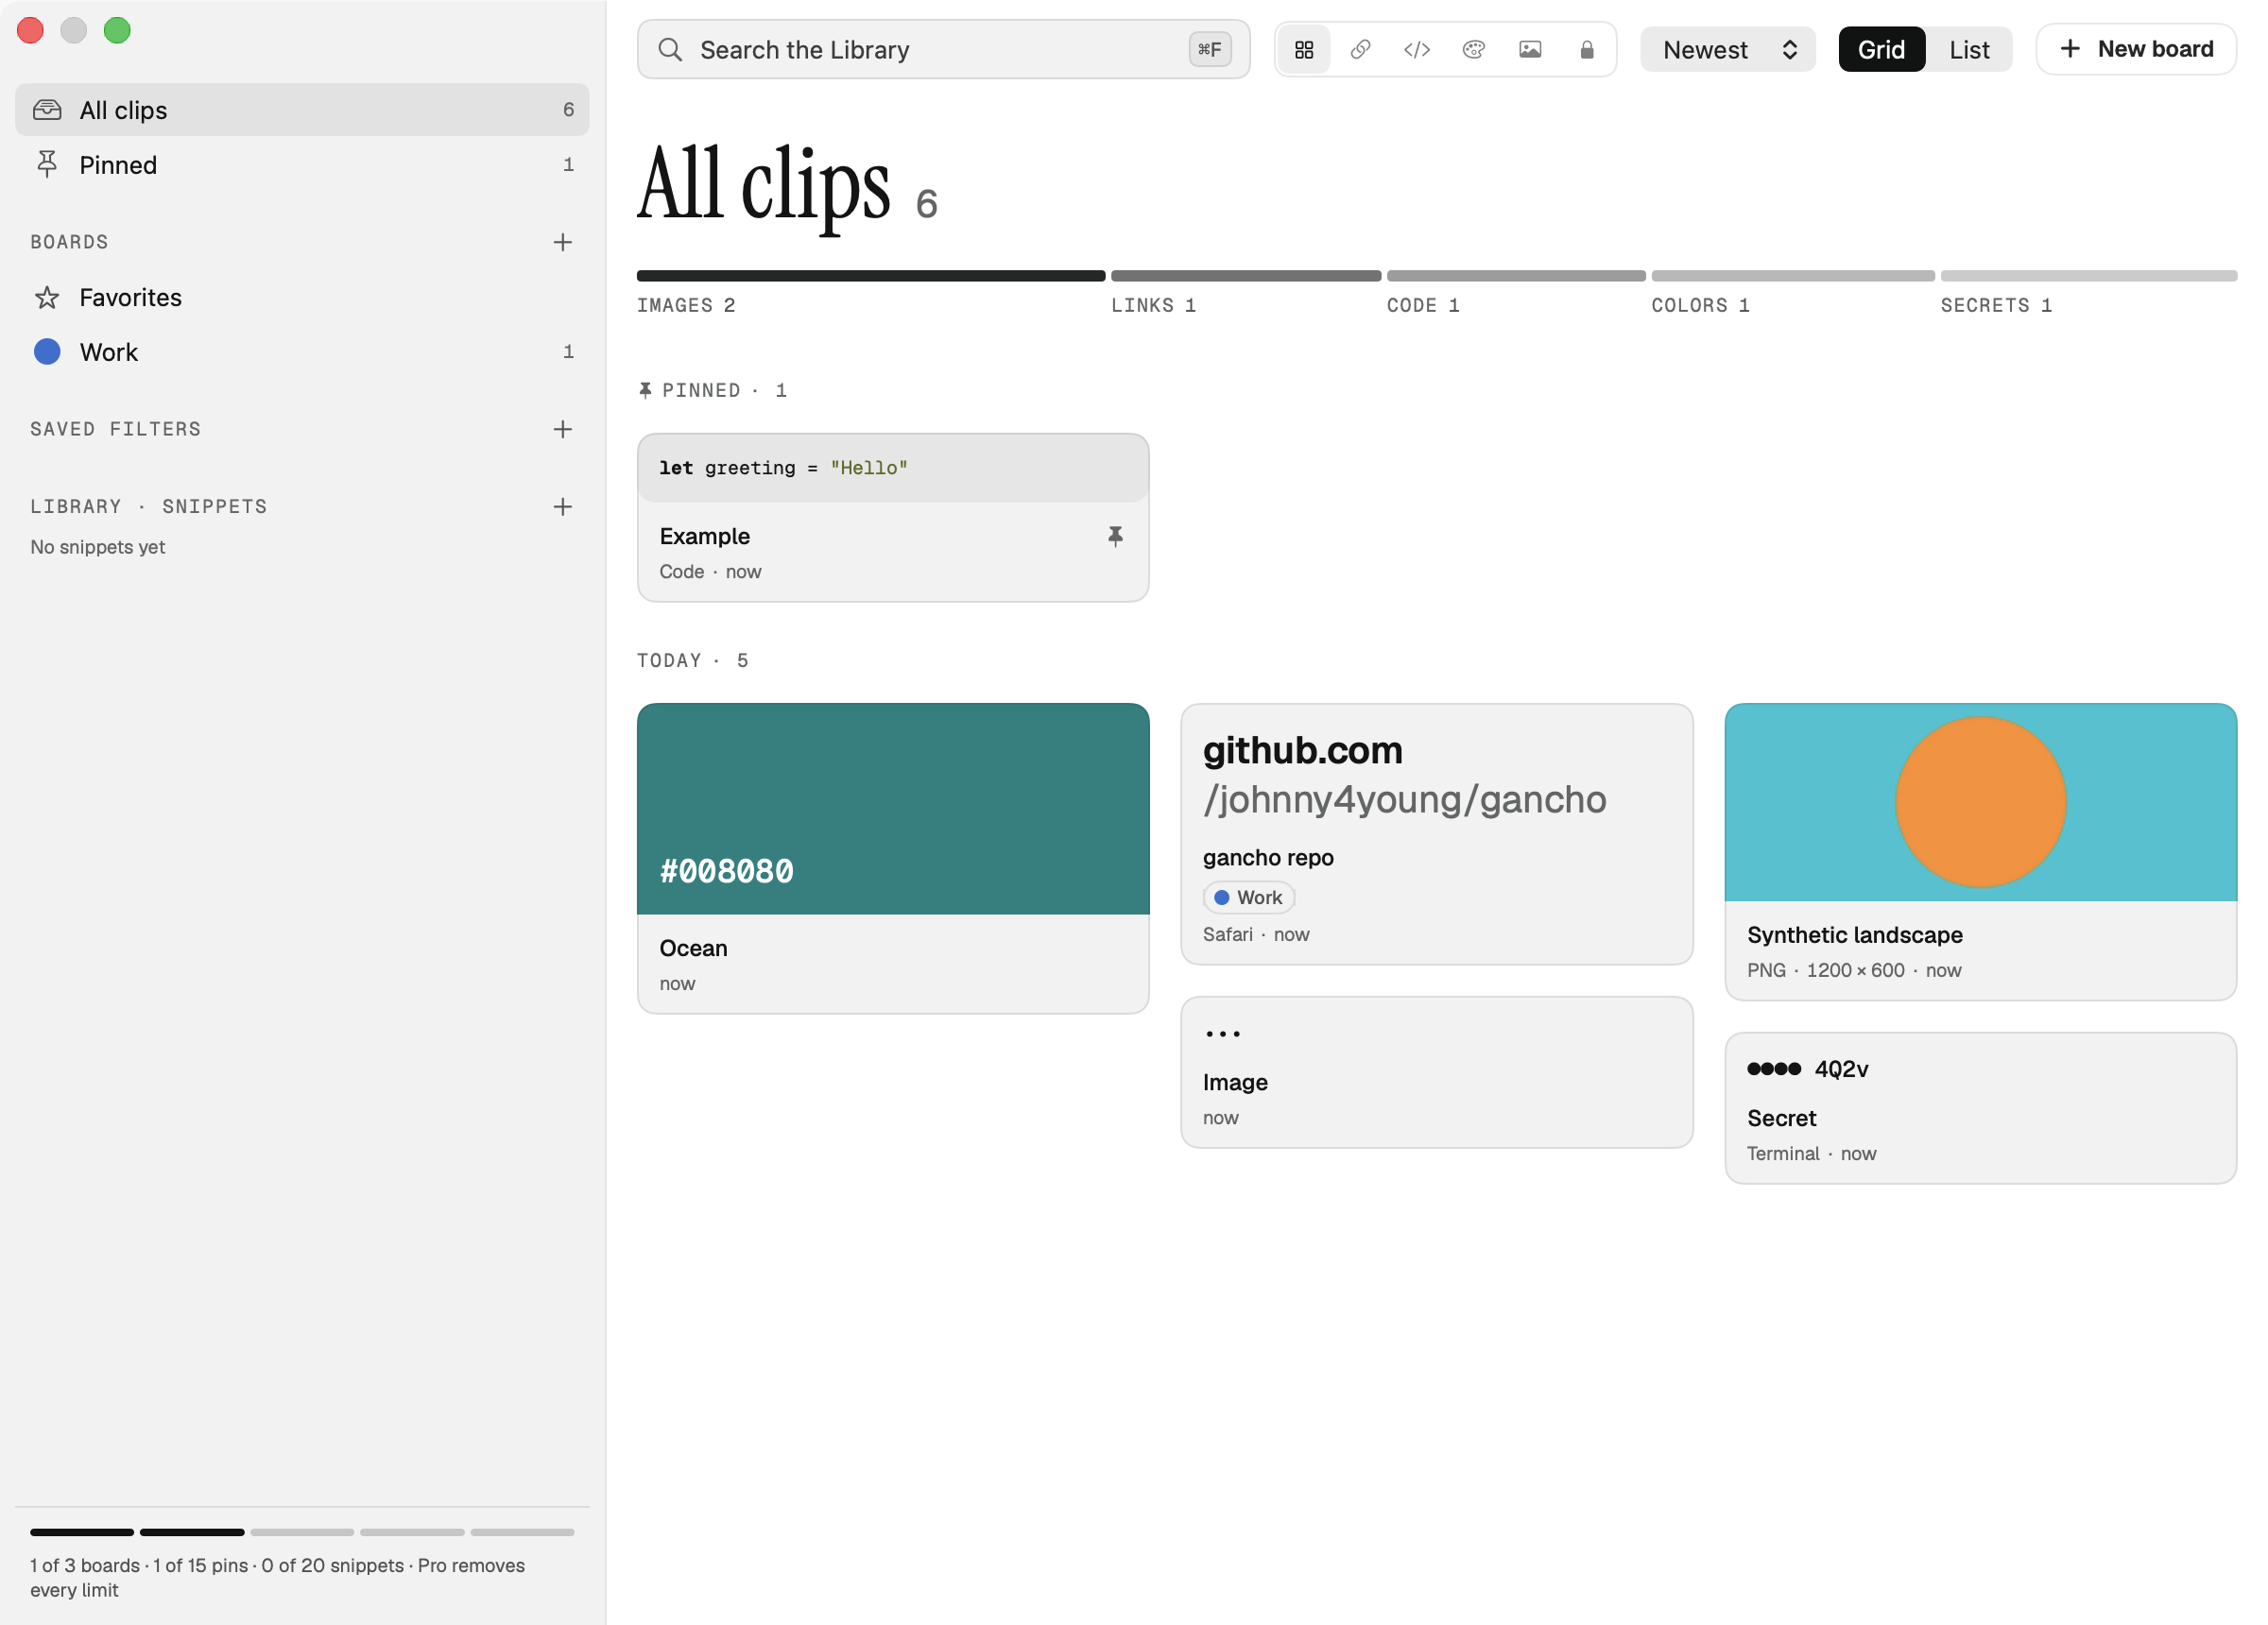 All clips 6
Pinned 1
BOARDS
Favorites
Work 1
SAVED FILTERS
LIBRARY · SNIPPETS
No snippets yet
1 of 3 boards · 1 of 15 pins · 0 of 20 snippets · Pro removes
every limit
Search the Library ⌘F
Newest
Grid List
New board
All clips 6
IMAGES 2 LINKS 1 CODE 1 COLORS 1 SECRETS 1
PINNED · 1
let greeting = "Hello"
Example
Code · now
TODAY · 5
#008080
Ocean
now
github.com
/johnny4young/gancho
gancho repo
Work
Safari · now
...
Image
now
Synthetic landscape
PNG · 1200 × 600 · now
●●●● 4Q2v
Secret
Terminal · now